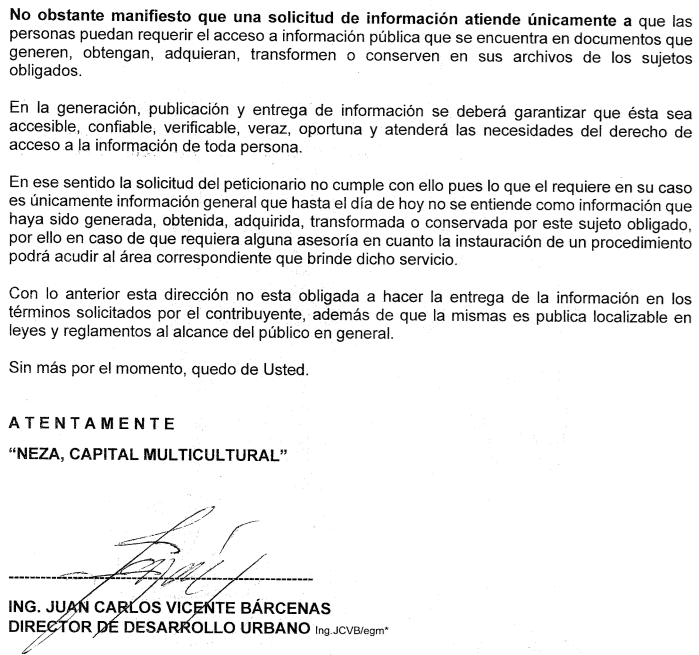 No obstante manifiesto que una solicitud de información atiende únicamente a que las
personas puedan requerir el acceso a información pública que se encuentra en documentos que
generen, obtengan, adquieran, transformen o conserven en sus archivos de los sujetos
obligados.
En la generación, publicación y entrega de información se deberá garantizar que ésta sea
accesible, confiable, verificable, veraz, oportuna y atenderá las necesidades del derecho de
acceso a la información de toda persona.
En ese sentido la solicitud del peticionario no cumple con ello pues lo que el requiere en su caso
es únicamente información general que hasta el día de hoy no se entiende como información que
haya sido generada, obtenida, adquirida, transformada o conservada por este sujeto obligado,
por ello en caso de que requiera alguna asesoría en cuanto la instauración de un procedimiento
podrá acudir al área correspondiente que brinde dicho servicio.
Con lo anterior esta dirección no esta obligada a hacer la entrega de la información en los
términos solicitados por el contribuyente, además de que la mismas es publica localizable en
leyes y reglamentos al alcance del público en general.
Sin más por el momento, quedo de Usted.
A T E N T A M E N T E
“NEZA, CAPITAL MULTICULTURAL”
ING. JUAN CARLOS VICENTE BÁRCENAS
DIRECTOR DE DESARROLLO URBANO Ing.JCVB/egm*